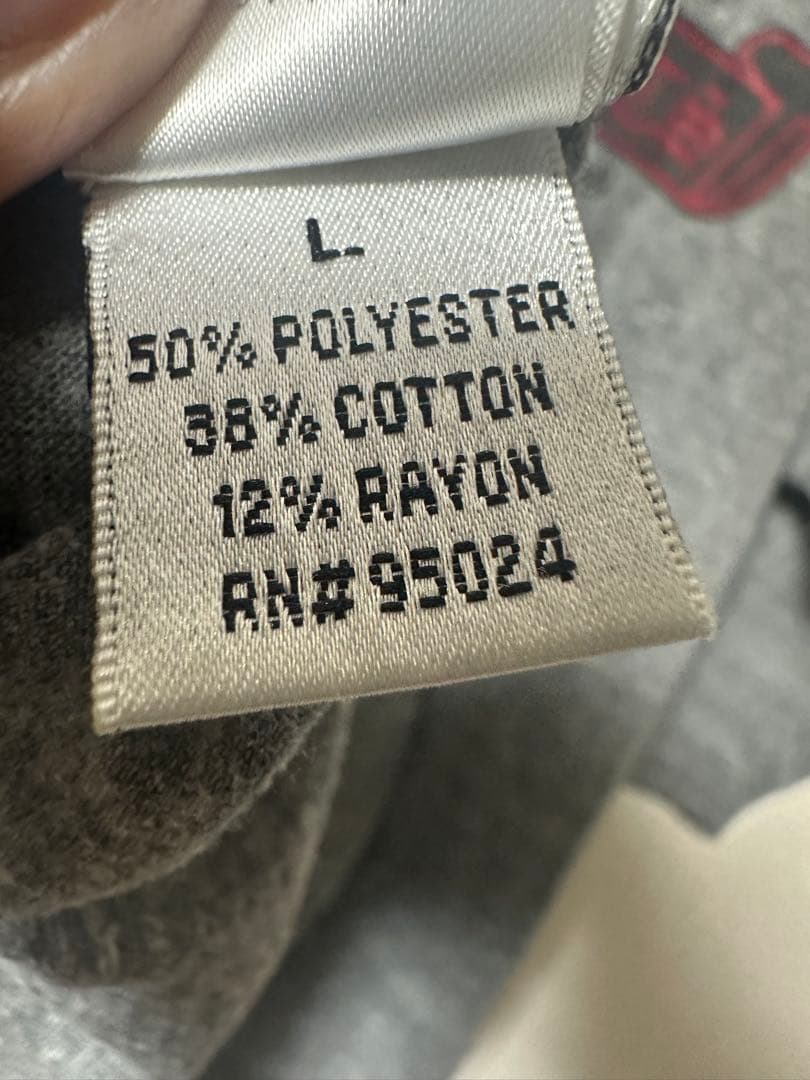 L.
50% POLYESTER
38% COTTON
12% RAYON
RN# 95024